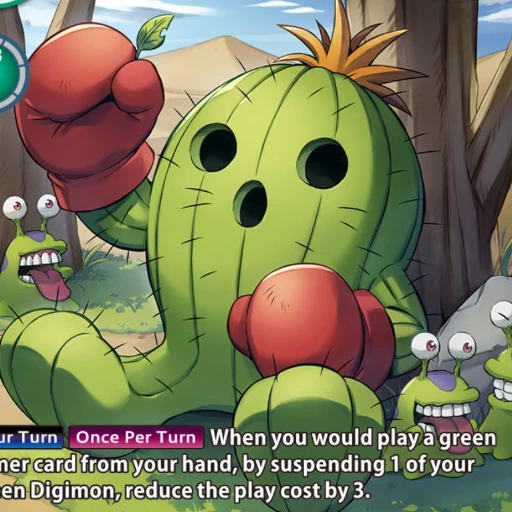 ur Turn Once Per Turn When you would play a green
mer card from your hand, by suspending 1 of your
en Digimon, reduce the play cost by 3.